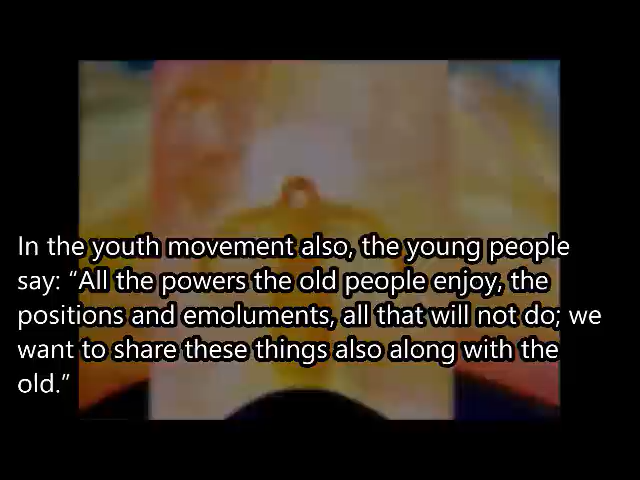 In the youth movement also, the young people
say: “All the powers the old people enjoy, the
positions and emoluments, all that will not do; we
want to share these things also along with the
old.”